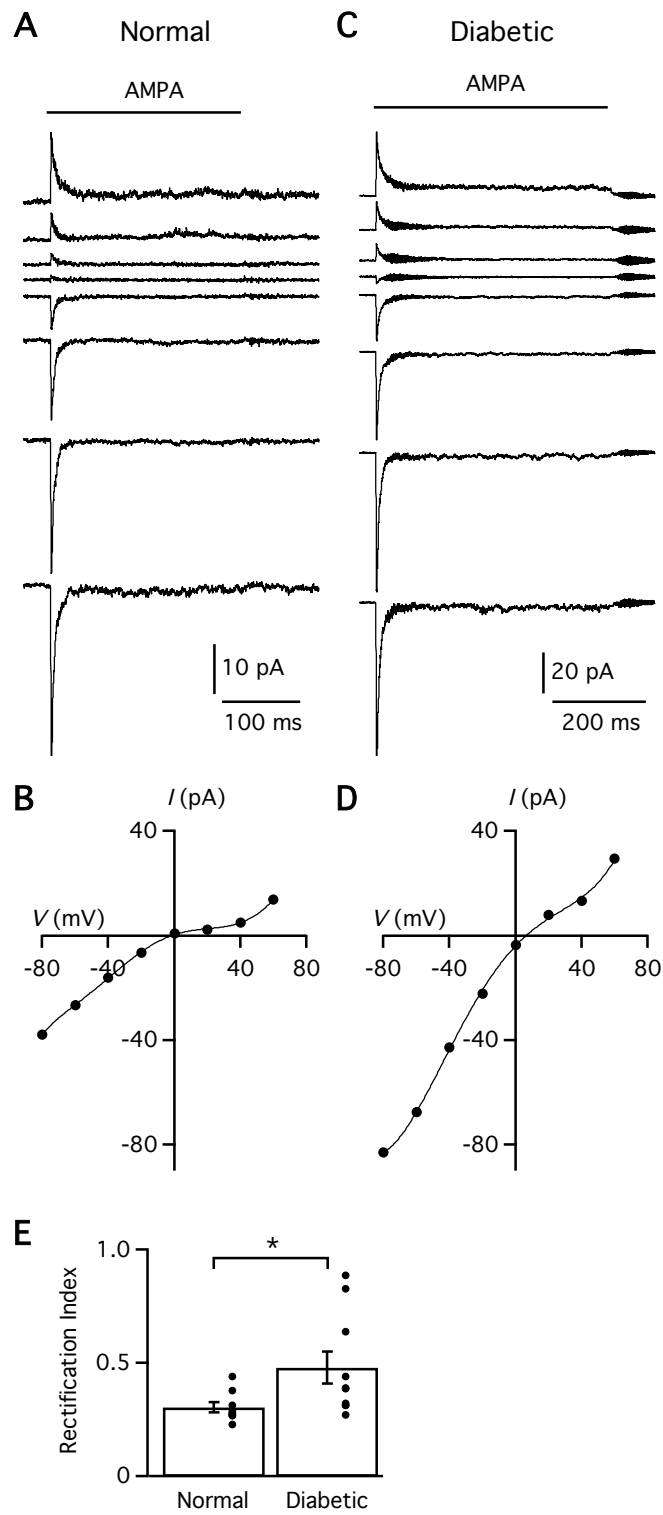 A
Normal
AMPA
10 pA
100 ms
C
Diabetic
AMPA
20 pA
200 ms
B
I (pA)
40
V (mV)
-80
-40
40
80
-40
-80
D
I (pA)
40
V (mV)
-80
-40
40
80
-40
-80
E
Rectification Index
1.0
0.5
0
*
Normal
Diabetic